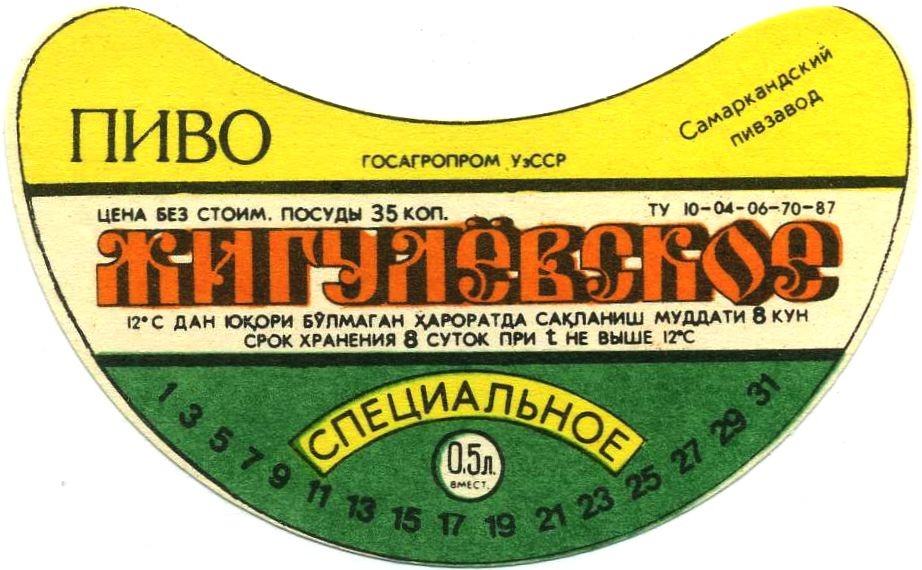 ПИВО
Самаркандский
пивзавод
ГОСАГРОПРОМ УзССР
ЦЕНА БЕЗ СТОИМ. ПОСУДЫ 35 КОП.
ТУ 10-04-06-70-87
ЖИГУЛЁВСКОЕ
12°С ДАН ЮҚОРИ БЎЛМАГАН ҲАРОРАТДА САҚЛАНИШ МУДДАТИ 8 КУН
СРОК ХРАНЕНИЯ 8 СУТОК ПРИ t НЕ ВЫШЕ 12°С
СПЕЦИАЛЬНОЕ
0.5л.
ВМЕСТ.
1 3 5 7 9 11 13 15 17 19 21 23 25 27 29 31